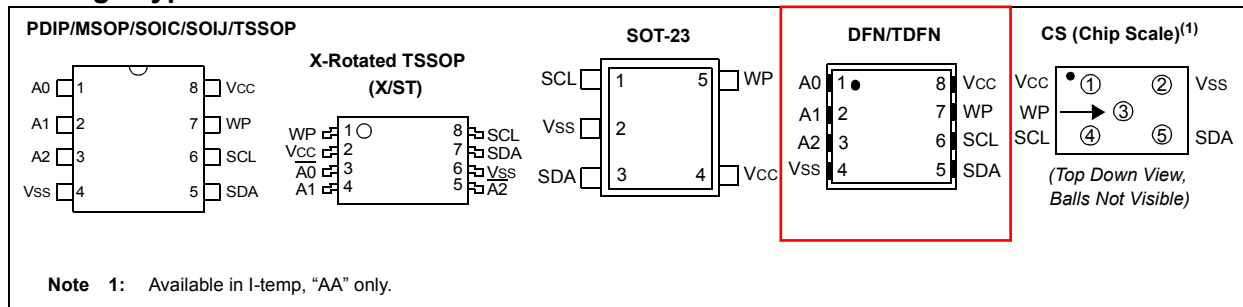 PDIP/MSOP/SOIC/SOIJ/TSSOP
A0 1 8 VCC
A1 2 7 WP
A2 3 6 SCL
VSS 4 5 SDA
X-Rotated TSSOP
(X/ST)
WP 1 8 SCL
VCC 2 7 SDA
A0 3 6 VSS
A1 4 5 A2
SOT-23
SCL 1 5 WP
VSS 2
SDA 3 4 VCC
DFN/TDFN
A0 1 8 VCC
A1 2 7 WP
A2 3 6 SCL
VSS 4 5 SDA
CS (Chip Scale)(1)
VCC 1 2 VSS
WP 3
SCL 4 5 SDA
(Top Down View,
Balls Not Visible)
Note 1: Available in I-temp, “AA” only.